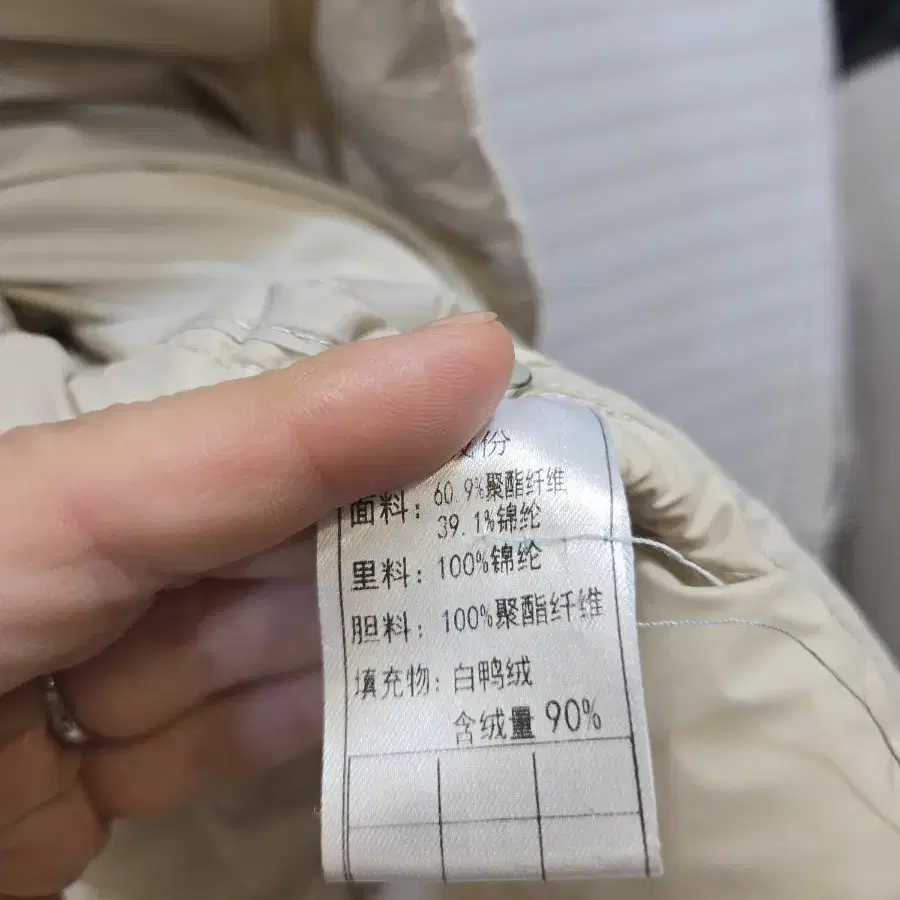 份
面料: 60.9%聚酯纤维
39.1%锦纶
里料: 100%锦纶
胆料: 100%聚酯纤维
填充物: 白鸭绒
含绒量 90%